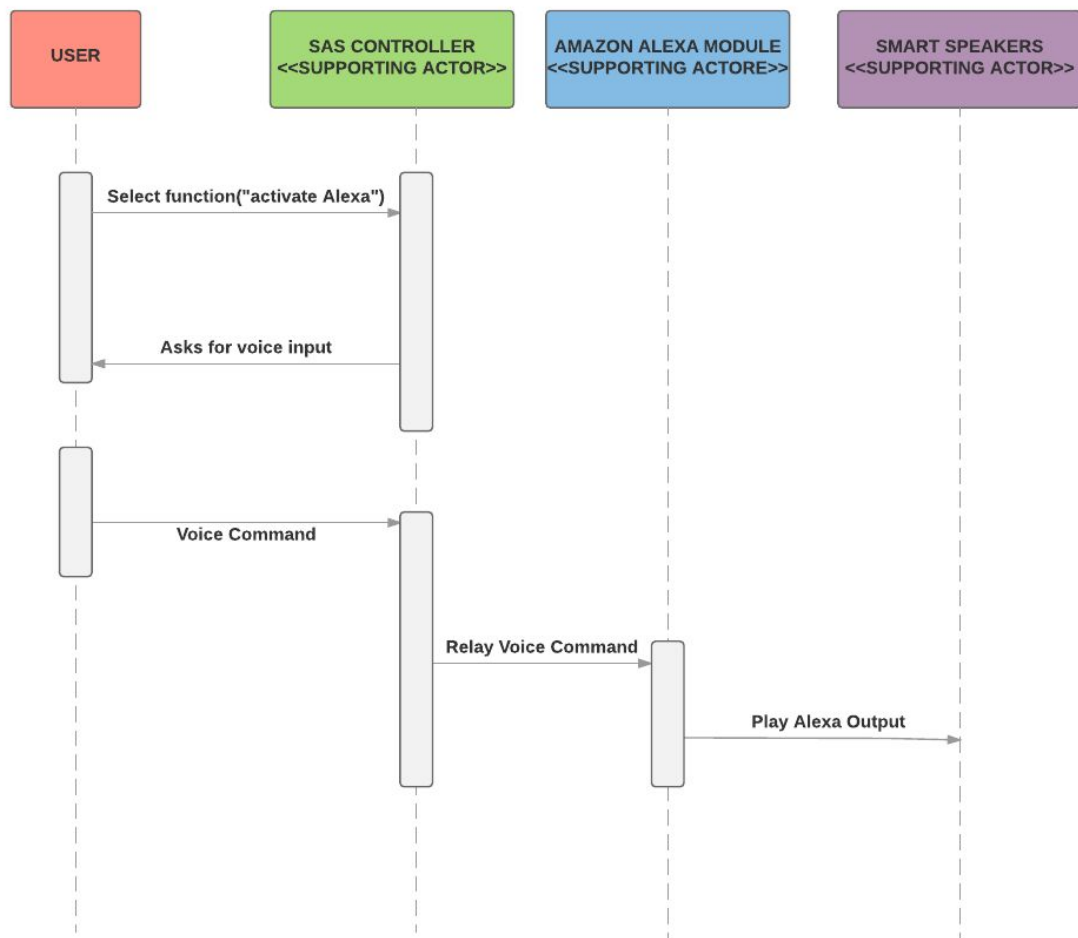 USER
SAS CONTROLLER
<<SUPPORTING ACTOR>>
AMAZON ALEXA MODULE
<<SUPPORTING ACTORE>>
SMART SPEAKERS
<<SUPPORTING ACTOR>>
Select function("activate Alexa")
Asks for voice input
Voice Command
Relay Voice Command
Play Alexa Output